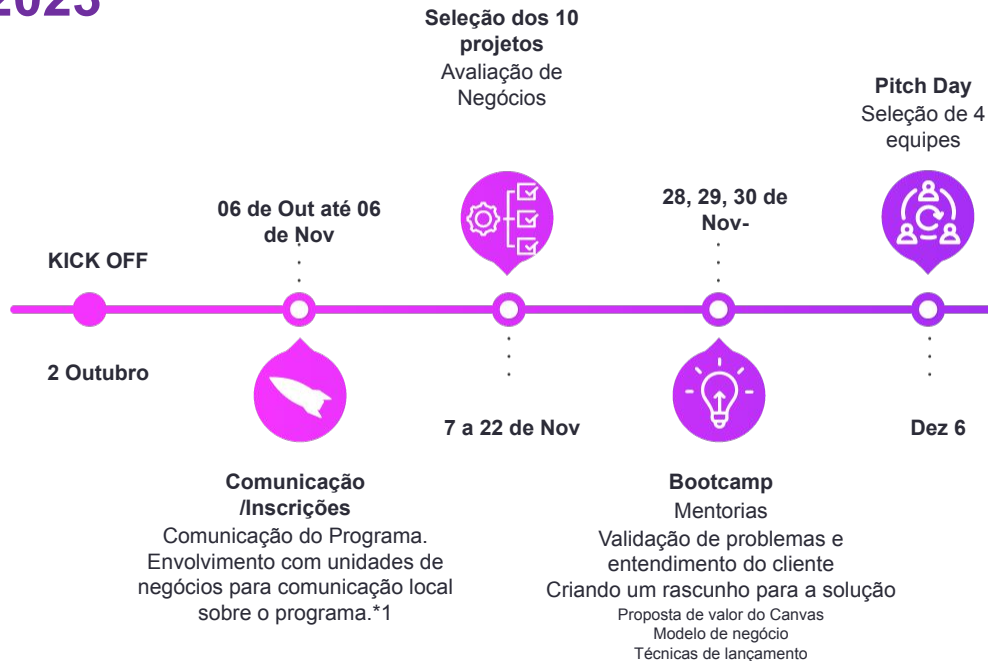 2023
Seleção dos 10
projetos
Avaliação de
Negócios
Pitch Day
Seleção de 4
equipes
06 de Out até 06
de Nov
28, 29, 30 de
Nov-
KICK OFF
2 Outubro
7 a 22 de Nov
Dez 6
Comunicação
/Inscrições
Comunicação do Programa.
Envolvimento com unidades de
negócios para comunicação local
sobre o programa.*1
Bootcamp
Mentorias
Validação de problemas e
entendimento do cliente
Criando um rascunho para a solução
Proposta de valor do Canvas
Modelo de negócio
Técnicas de lançamento